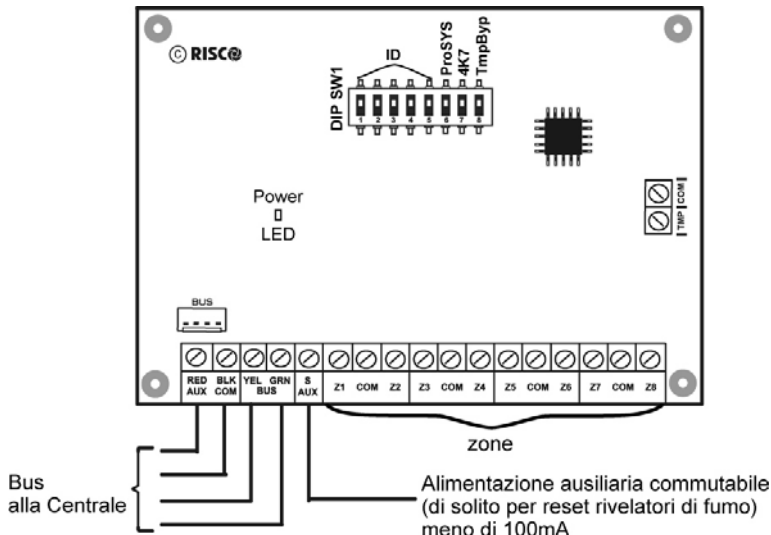 © RISCO
ID
ProSYS
4K7
TmpByp
DIP SW1
1 2 3 4 5 6 7 8
Power
LED
TMP COM
BUS
RED AUX BLK COM YEL GRN BUS S AUX Z1 COM Z2 Z3 COM Z4 Z5 COM Z6 Z7 COM Z8
zone
Bus
alla Centrale
Alimentazione ausiliaria commutabile
(di solito per reset rivelatori di fumo)
meno di 100mA